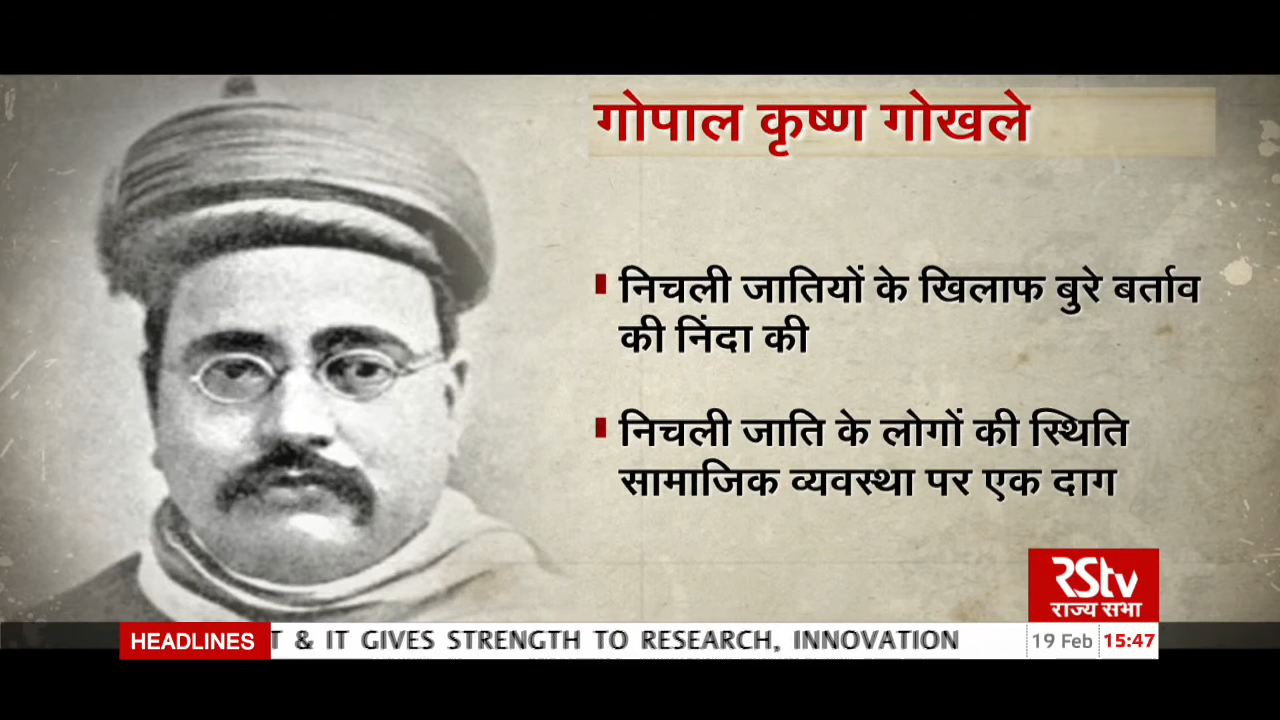 गोपाल कृष्ण गोखले
निचली जातियों के खिलाफ बुरे बर्ताव
की निंदा की
निचली जाति के लोगों की स्थिति
सामाजिक व्यवस्था पर एक दाग
RStv
राज्य सभा
HEADLINES T & IT GIVES STRENGTH TO RESEARCH, INNOVATION 19 Feb 15:47